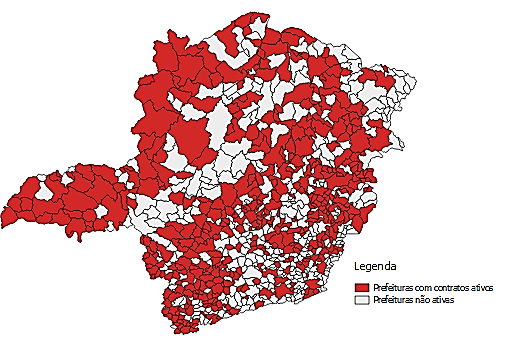 Legenda
Prefeituras com contratos ativos
Prefeituras não ativas